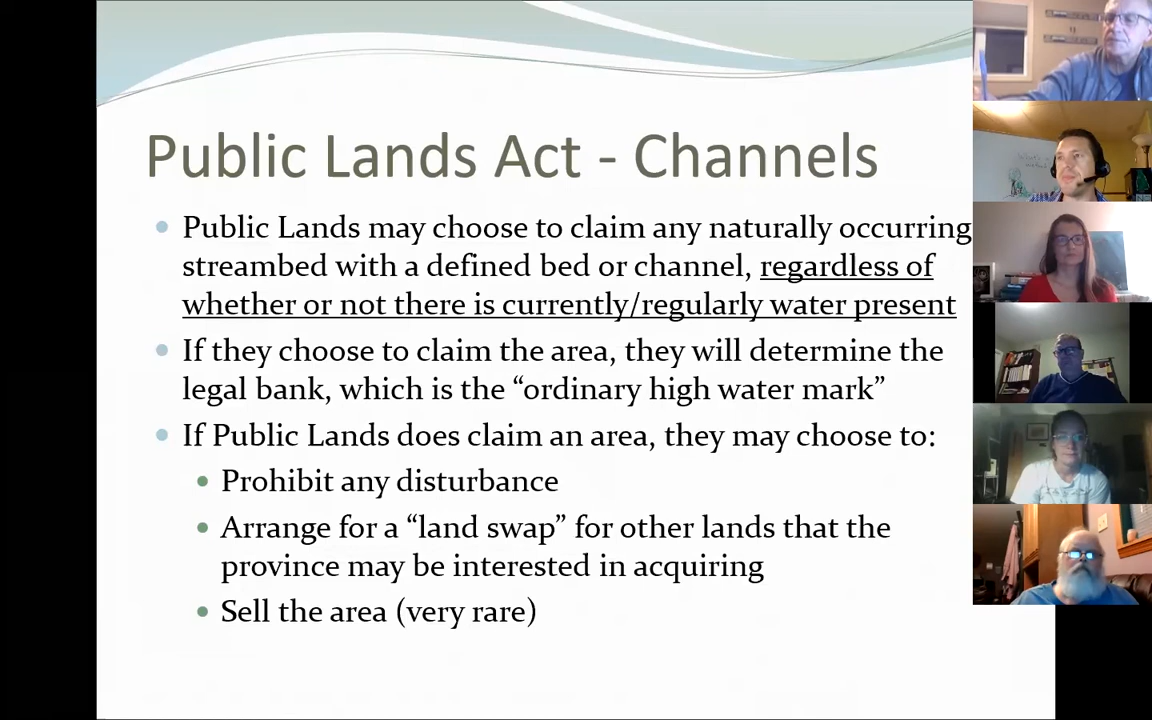 Public Lands Act - Channels
Public Lands may choose to claim any naturally occurring
streambed with a defined bed or channel, regardless of
whether or not there is currently/regularly water present
If they choose to claim the area, they will determine the
legal bank, which is the “ordinary high water mark”
If Public Lands does claim an area, they may choose to:
Prohibit any disturbance
Arrange for a “land swap” for other lands that the
province may be interested in acquiring
Sell the area (very rare)